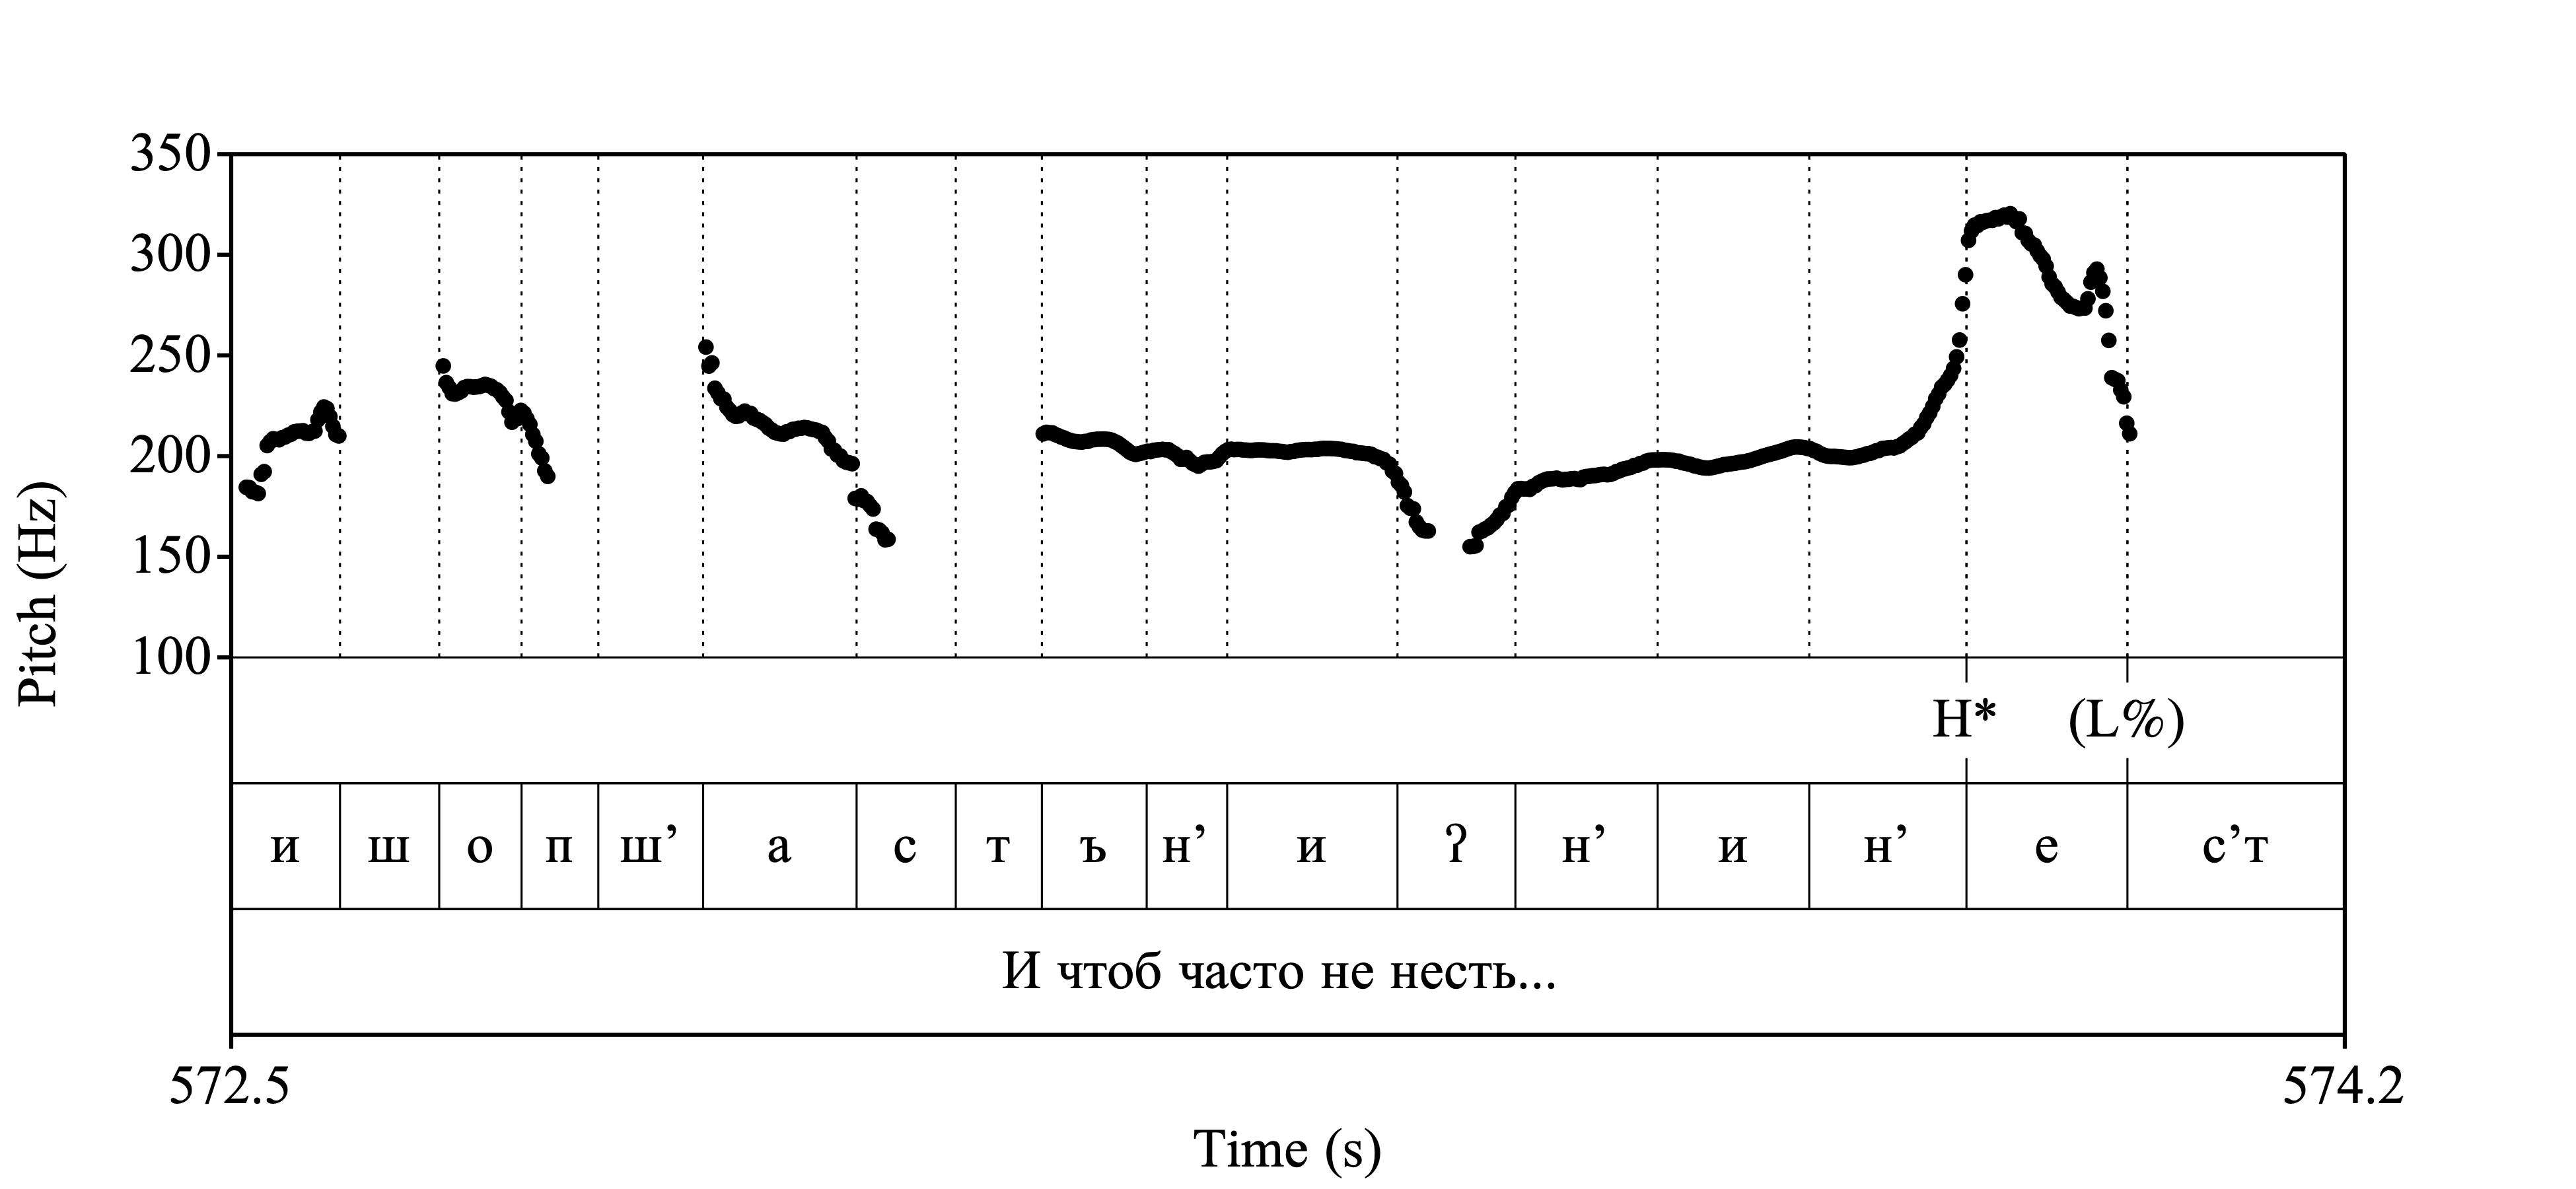 350
300
250
200
150
100
Pitch (Hz)
H* (L%)
и ш о п ш’ а с т ъ н’ и ʔ н’ и н’ е с’т
И чтоб часто не несть...
572.5 574.2
Time (s)